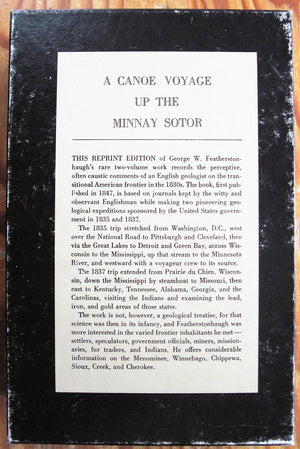 A CANOE VOYAGE
UP THE
MINNAY SOTOR
THIS REPRINT EDITION of George W. Featherston-
haugh's rare two-volume work records the perceptive,
often caustic comments of an English geologist on the tran-
sitional American frontier in the 1830s. The book, first pub-
lished in 1847, is based on journals kept by the witty and
observant Englishman while making two pioneering geo-
logical expeditions sponsored by the United States govern-
ment in 1835 and 1837.
The 1835 trip stretched from Washington, D.C., west
over the National Road to Pittsburgh and Cleveland, then
via the Great Lakes to Detroit and Green Bay, across Wis-
consin to the Mississippi, up that stream to the Minnesota
River, and westward with a voyageur crew to its source.
The 1837 trip extended from Prairie du Chien, Wiscon-
sin, down the Mississippi by steamboat to Missouri, then
east to Kentucky, Tennessee, Alabama, Georgia, and the
Carolinas, visiting the Indians and examining the lead,
iron, and gold areas of those states.
The work is not, however, a geological treatise, for that
science was then in its infancy, and Featherstonhaugh was
more interested in the varied frontier inhabitants he met—
settlers, speculators, government officials, miners, mission-
aries, fur traders, and Indians. He offers considerable
information on the Menominee, Winnebago, Chippewa,
Sioux, Creek, and Cherokee.